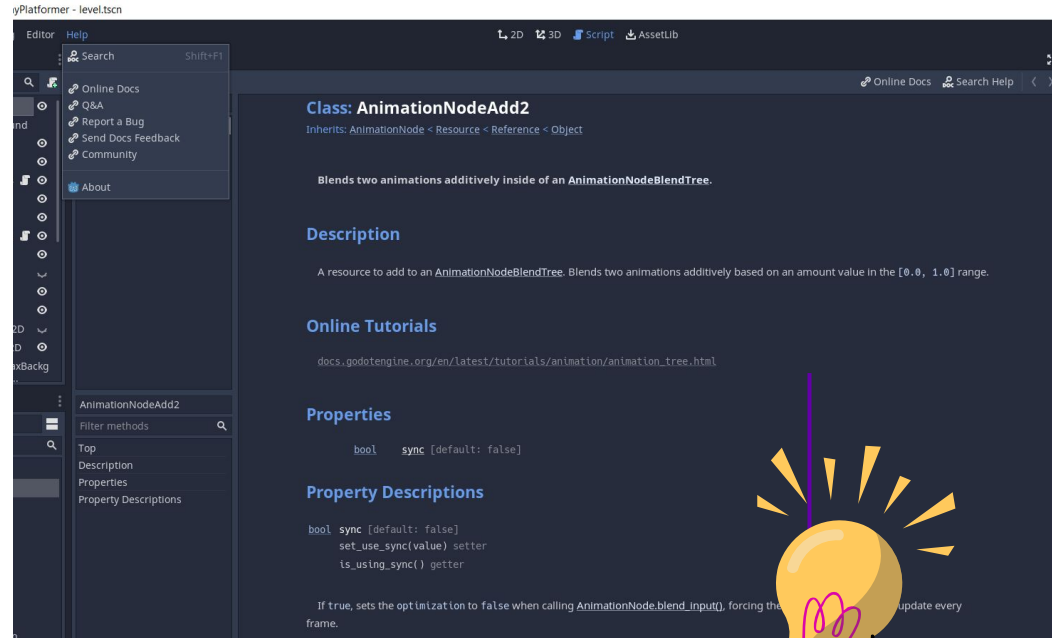 yPlatformer - level.tscn
Editor Help
2D 3D Script AssetLib
Search Shift+F1
Online Docs
Q&A
Report a Bug
Send Docs Feedback
Community
About
Online Docs Search Help
nd
2D
D
xBackg
Class: AnimationNodeAdd2
Inherits: AnimationNode < Resource < Reference < Object
Blends two animations additively inside of an AnimationNodeBlendTree.
Description
A resource to add to an AnimationNodeBlendTree. Blends two animations additively based on an amount value in the [0.0, 1.0] range.
Online Tutorials
docs.godotengine.org/en/latest/tutorials/animation/animation_tree.html
Properties
bool sync [default: false]
Property Descriptions
bool sync [default: false]
set_use_sync(value) setter
is_using_sync() getter
If true, sets the optimization to false when calling AnimationNode.blend_input(), forcing the update every
frame.
AnimationNodeAdd2
Filter methods
Top
Description
Properties
Property Descriptions